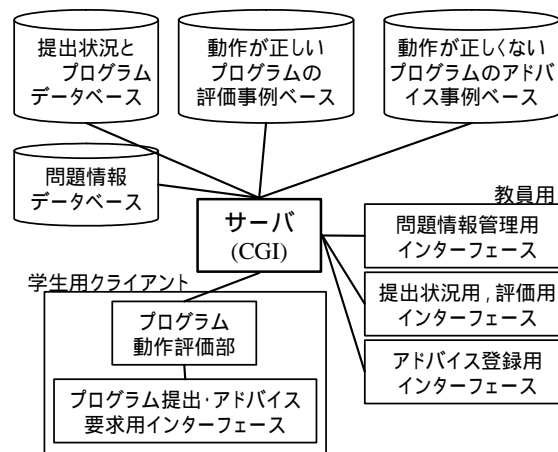 提出状況と
プログラム
データベース
動作が正しい
プログラムの
評価事例ベース
動作が正しくない
プログラムのアドバ
イス事例ベース
問題情報
データベース
サーバ
(CGI)
教員用
問題情報管理用
インターフェース
提出状況用,評価用
インターフェース
アドバイス登録用
インターフェース
学生用クライアント
プログラム
動作評価部
プログラム提出・アドバイス
要求用インターフェース